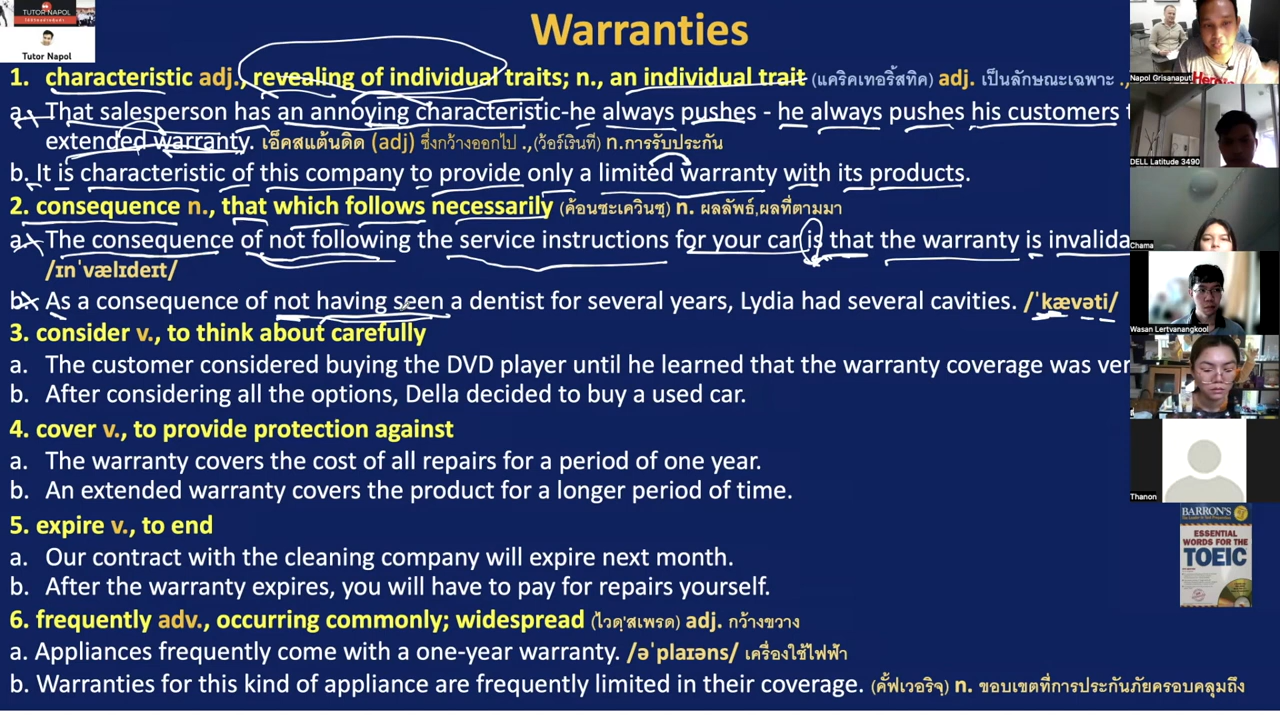 TUTOR NAPOL
Tutor Napol
Warranties
1. characteristic adj., revealing of individual traits; n., an individual trait (แคริคเทอริ้สทิค) adj. เป็นลักษณะเฉพาะ .,
a. That salesperson has an annoying characteristic-he always pushes - he always pushes his customers
extended warranty. เอ็คสแต้นดิด (adj) ซึ่งกว้างออกไป .,(ว้อร์เรินที) n.การรับประกัน
b. It is characteristic of this company to provide only a limited warranty with its products.
2. consequence n., that which follows necessarily (ค้อนซะเควินซฺ) n. ผลลัพธ์,ผลที่ตามมา
a. The consequence of not following the service instructions for your car is that the warranty is invalida
/ɪnˈvælɪdeɪt/
b. As a consequence of not having seen a dentist for several years, Lydia had several cavities. /ˈkævəti/
3. consider v., to think about carefully
a. The customer considered buying the DVD player until he learned that the warranty coverage was ver
b. After considering all the options, Della decided to buy a used car.
4. cover v., to provide protection against
a. The warranty covers the cost of all repairs for a period of one year.
b. An extended warranty covers the product for a longer period of time.
5. expire v., to end
a. Our contract with the cleaning company will expire next month.
b. After the warranty expires, you will have to pay for repairs yourself.
6. frequently adv., occurring commonly; widespread (ไวดฺ'สเพรด) adj. กว้างขวาง
a. Appliances frequently come with a one-year warranty. /əˈplaɪəns/ เครื่องใช้ไฟฟ้า
b. Warranties for this kind of appliance are frequently limited in their coverage. (คั้ฟเวอริจฺ) n. ขอบเขตที่การประกันภัยครอบคลุมถึง
Napol Grisanaput
DELL Latitude 3490
Chama
Wasan Lertvanangkool
Thanon
BARRON'S
ESSENTIAL
WORDS FOR THE
TOEIC